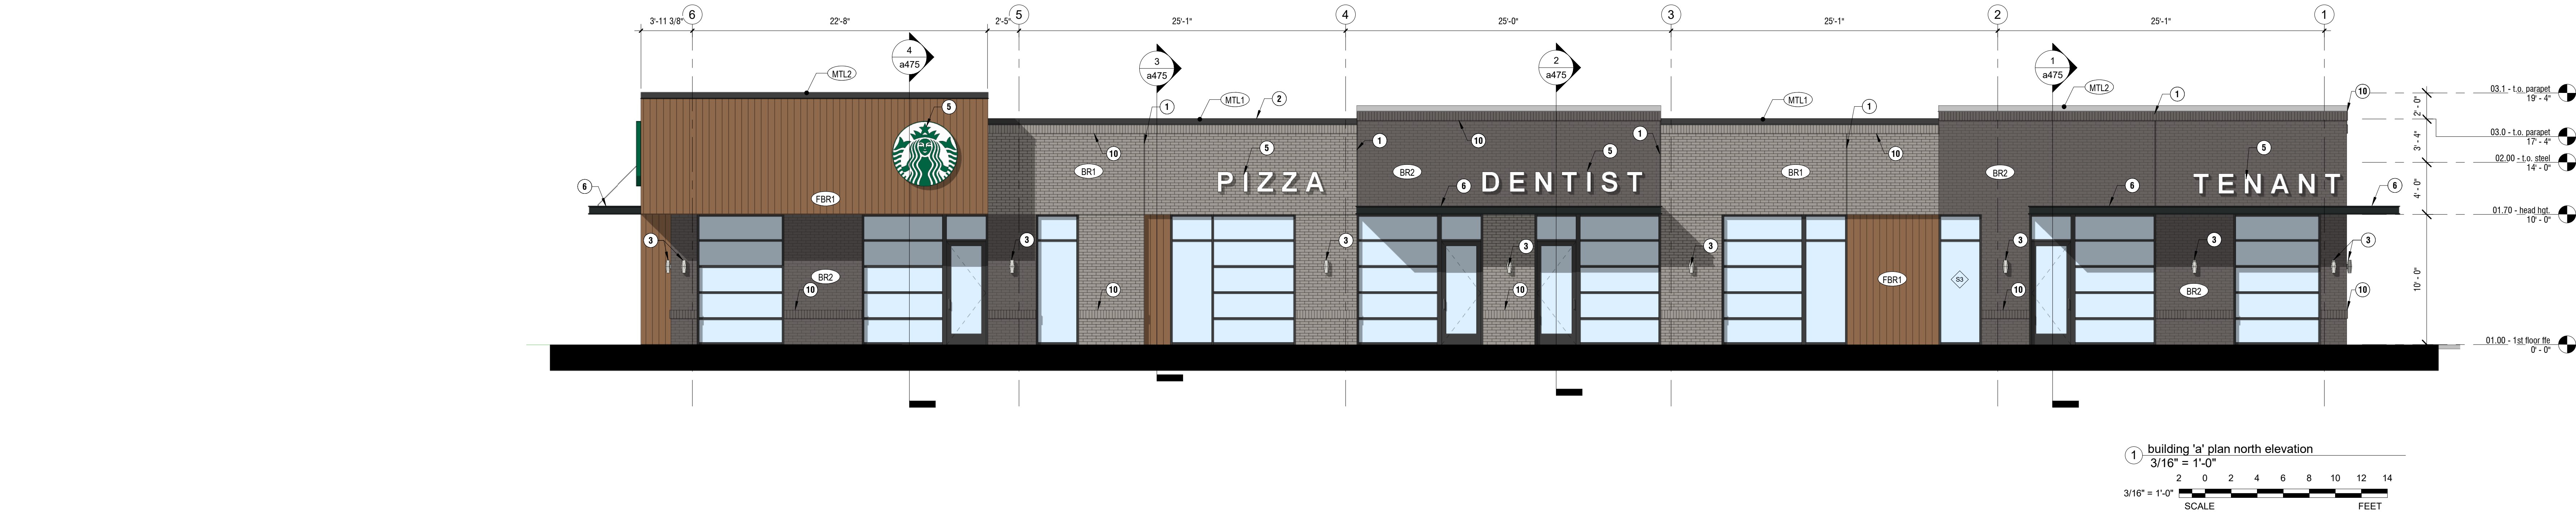 6 5 4 3 2 1
3'-11 3/8" 22'-8" 2'-5" 25'-1" 25'-0" 25'-1" 25'-1"
4
a475
3
a475
2
a475
1
a475
MTL2
MTL1 2
MTL1
MTL2
5 1 1 1 10
03.1 - t.o. parapet
19' - 4"
2' - 0"
03.0 - t.o. parapet
17' - 4"
3' - 4"
02.00 - t.o. steel
14' - 0"
4' - 0"
01.70 - head hgt.
10' - 0"
10' - 0"
01.00 - 1st floor ffe
0' - 0"
10 1 10 1 10
5 5 5
BR1 BR2 BR1 BR2
PIZZA DENTIST TENANT
6 6 6 6
FBR1
3 3 3 3 3 3 3 3
BR2 FBR1 S3 BR2
10 10 10 10 10
1 building 'a' plan north elevation
3/16" = 1'-0"
2 0 2 4 6 8 10 12 14
3/16" = 1'-0"
SCALE FEET